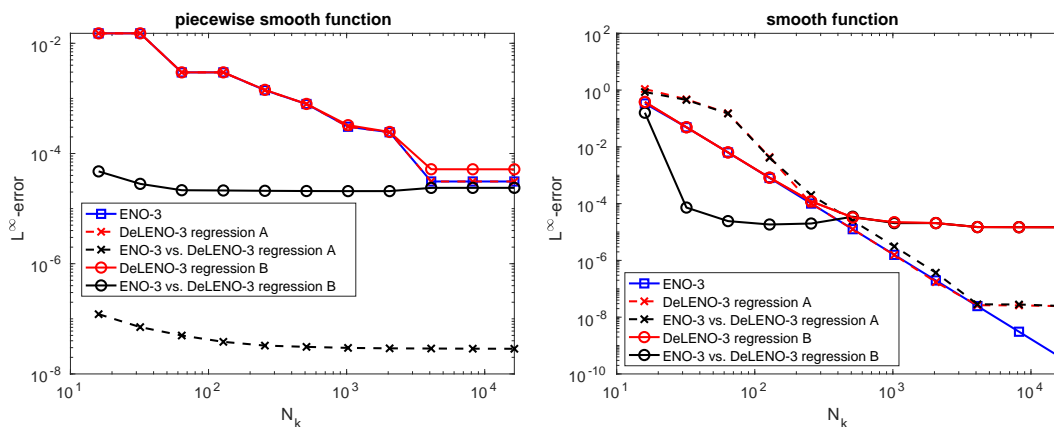 piecewise smooth function
10^-2
10^-4
10^-6
10^-8
L^∞-error
ENO-3
DeLENO-3 regression A
ENO-3 vs. DeLENO-3 regression A
DeLENO-3 regression B
ENO-3 vs. DeLENO-3 regression B
10^1 10^2 10^3 10^4
N_k
smooth function
10^0
10^-2
10^-4
10^-6
10^-8
10^-10
L^∞-error
ENO-3
DeLENO-3 regression A
ENO-3 vs. DeLENO-3 regression A
DeLENO-3 regression B
ENO-3 vs. DeLENO-3 regression B
10^1 10^2 10^3 10^4
N_k